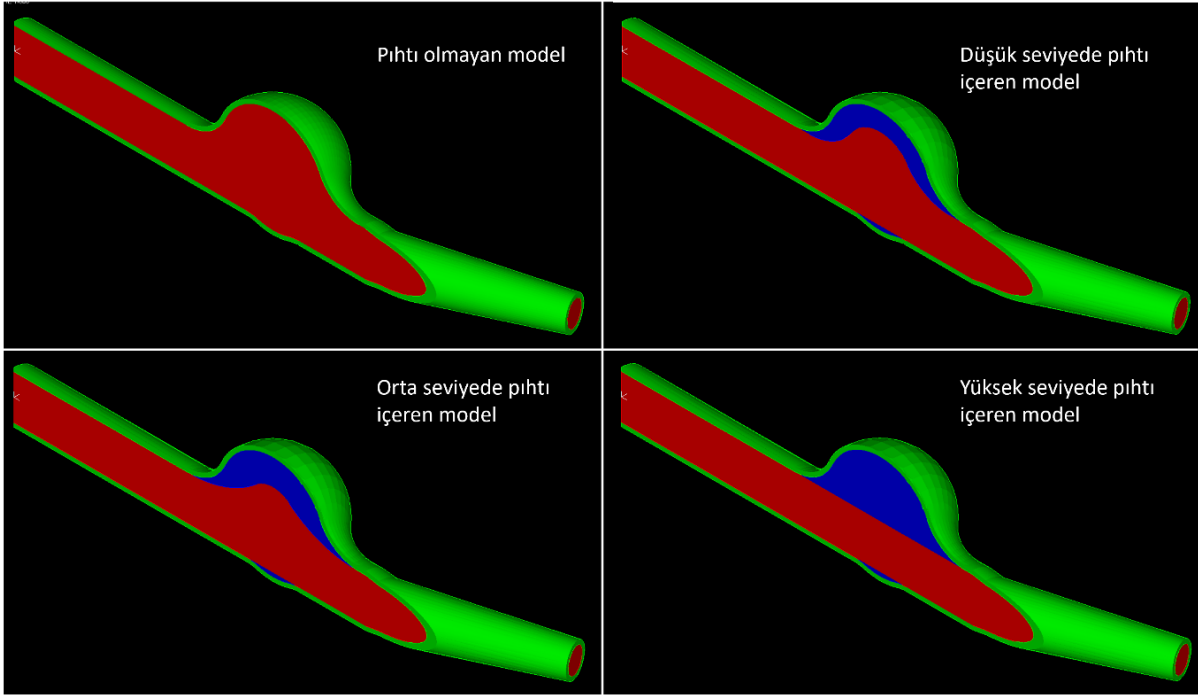 Pıhtı olmayan model
Düşük seviyede pıhtı
içeren model
Orta seviyede pıhtı
içeren model
Yüksek seviyede pıhtı
içeren model